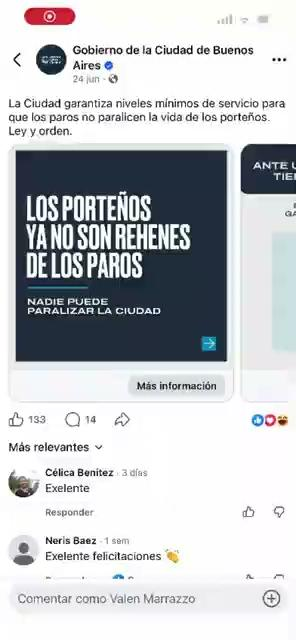 Gobierno de la Ciudad de Buenos
Aires
24 jun ·
La Ciudad garantiza niveles mínimos de servicio para
que los paros no paralicen la vida de los porteños.
Ley y orden.
LOS PORTEÑOS
YA NO SON REHENES
DE LOS PAROS
NADIE PUEDE
PARALIZAR LA CIUDAD
ANTE U
TIE
GA
Más información
133
14
Más relevantes
Célica Benitez · 3 días
Exelente
Responder
Neris Baez · 1 sem
Exelente felicitaciones 👏
Comentar como Valen Marrazzo